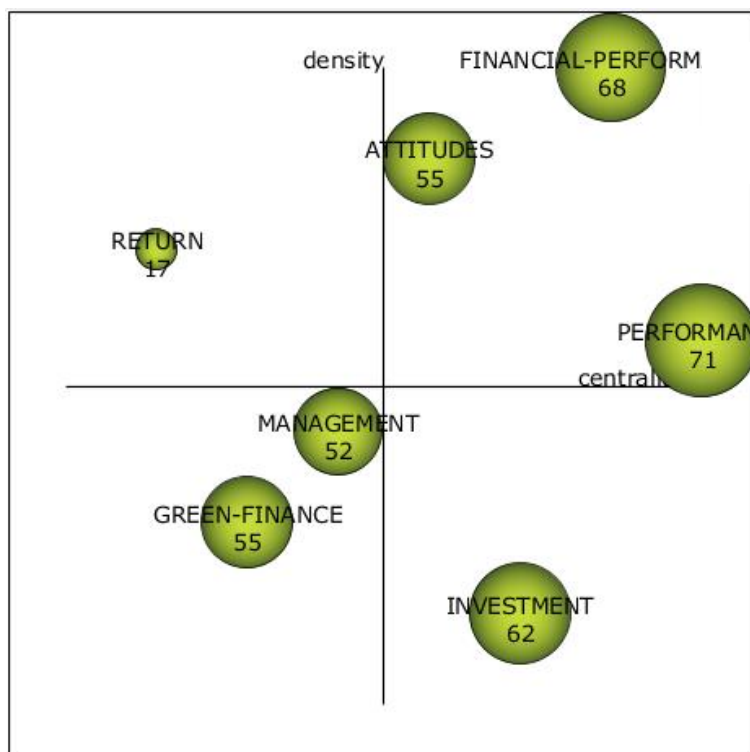 density
FINANCIAL-PERFORM
68
ATTITUDES
55
RETURN
17
PERFORMAN
71
centrali
MANAGEMENT
52
GREEN-FINANCE
55
INVESTMENT
62